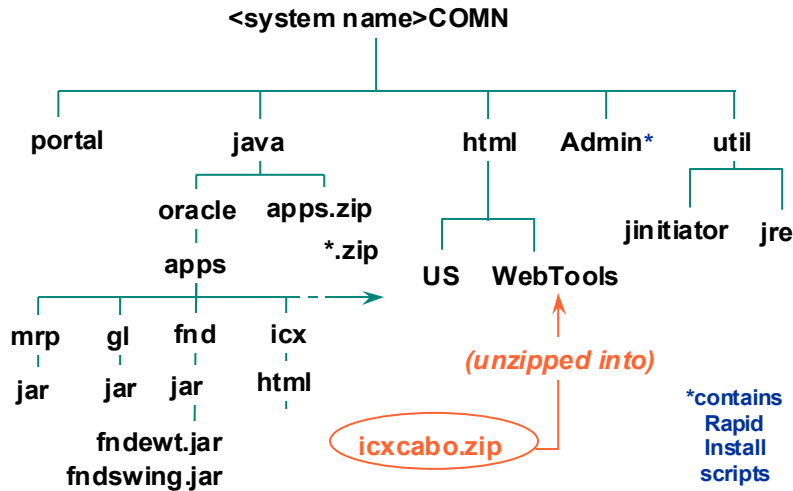 <system name>COMN
portal java html Admin* util
oracle apps.zip
*.zip
jinitiator jre
apps
US WebTools
mrp gl fnd icx
(unzipped into)
jar jar jar html
*contains
Rapid
Install
scripts
fndewt.jar
icxcabo.zip
fndswing.jar